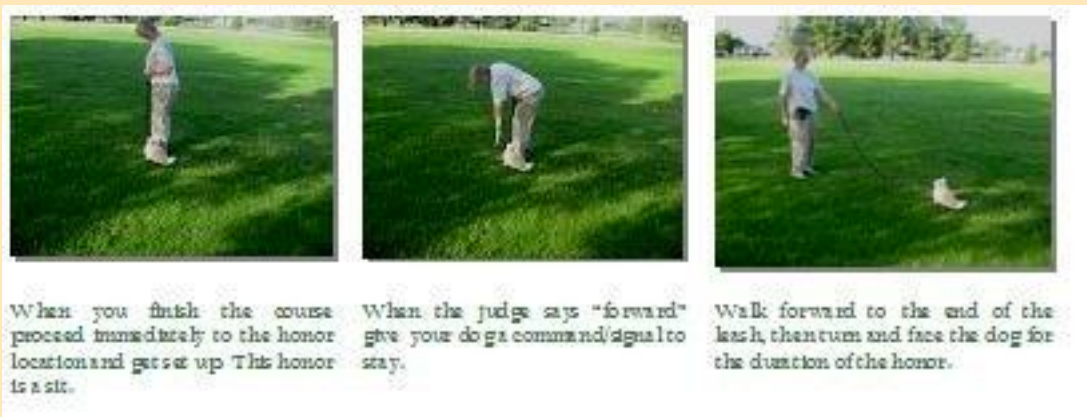 When you finish the course
proceed immediately to the honor
location and get set up This honor
is a sit.
When the judge says "forward"
give your dog a command/signal to
stay.
Walk forward to the end of the
leash, then turn and face the dog for
the duration of the honor.